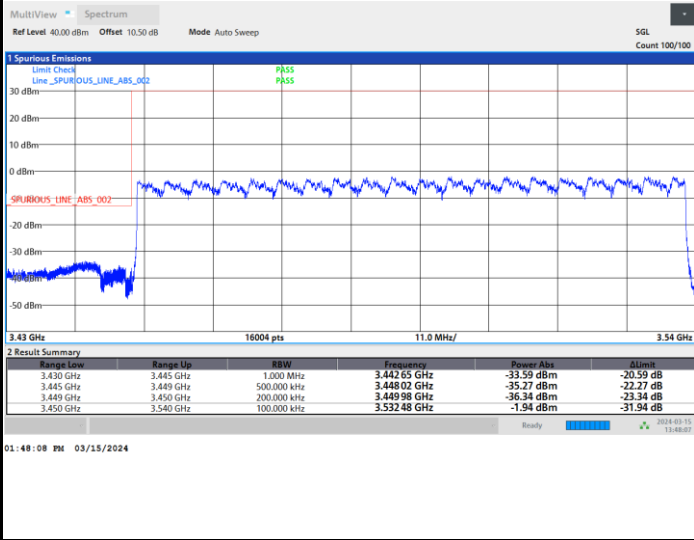 MultiView Spectrum
Ref Level 40.00 dBm Offset 10.50 dB Mode Auto Sweep SGL
Count 100/100
1 Spurious Emissions
Limit Check PASS
Line _SPURIOUS_LINE_ABS_002 PASS
30 dBm
20 dBm
10 dBm
0 dBm
_SPURIOUS_LINE_ABS_002
-20 dBm
-30 dBm
-40 dBm
-50 dBm
3.43 GHz 16004 pts 11.0 MHz/ 3.54 GHz
2 Result Summary
Range Low Range Up RBW Frequency Power Abs ΔLimit
3.430 GHz 3.445 GHz 1.000 MHz 3.442 65 GHz -33.59 dBm -20.59 dB
3.445 GHz 3.449 GHz 500.000 kHz 3.448 02 GHz -35.27 dBm -22.27 dB
3.449 GHz 3.450 GHz 200.000 kHz 3.449 98 GHz -36.34 dBm -23.34 dB
3.450 GHz 3.540 GHz 100.000 kHz 3.532 48 GHz -1.94 dBm -31.94 dB
Ready 2024-03-15
13:48:07
01:48:08 PM 03/15/2024